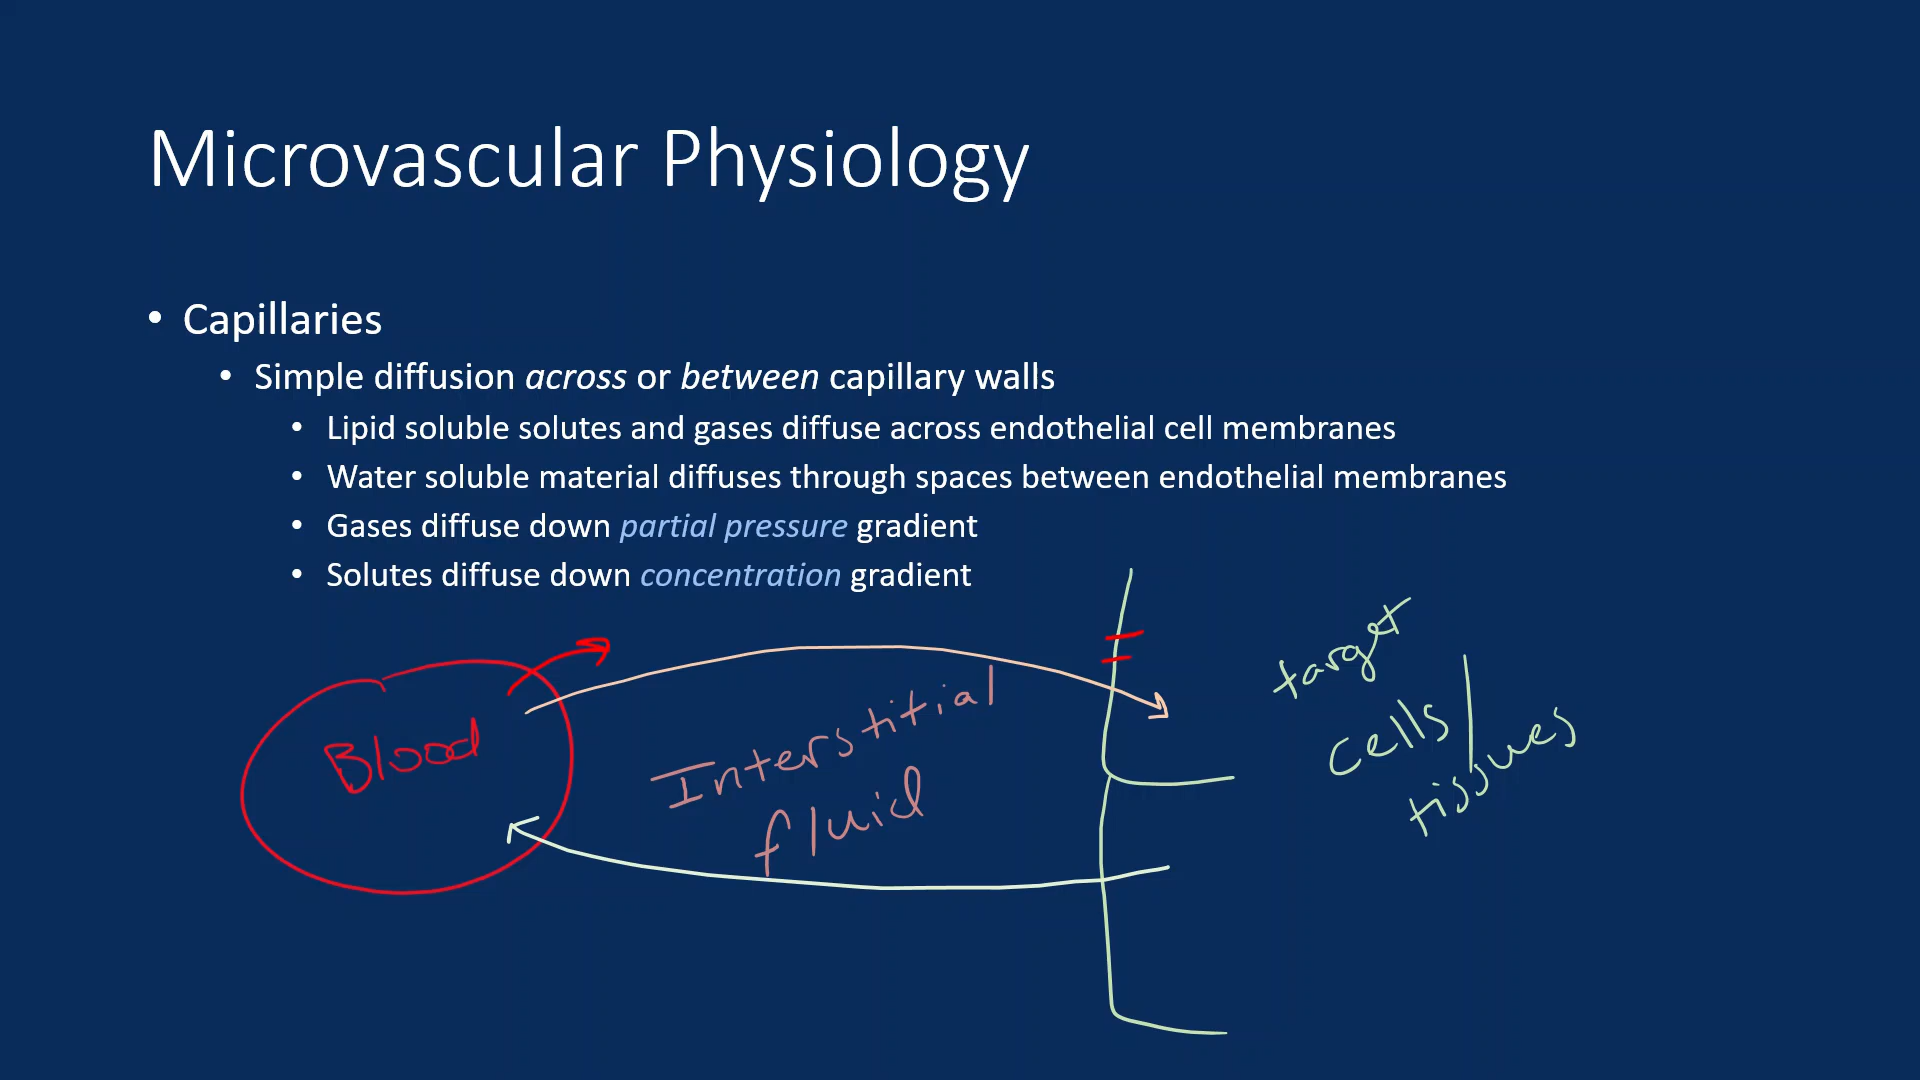 Microvascular Physiology
• Capillaries
• Simple diffusion across or between capillary walls
• Lipid soluble solutes and gases diffuse across endothelial cell membranes
• Water soluble material diffuses through spaces between endothelial membranes
• Gases diffuse down partial pressure gradient
• Solutes diffuse down concentration gradient
Blood
Interstitial
fluid
target
cells/
tissues